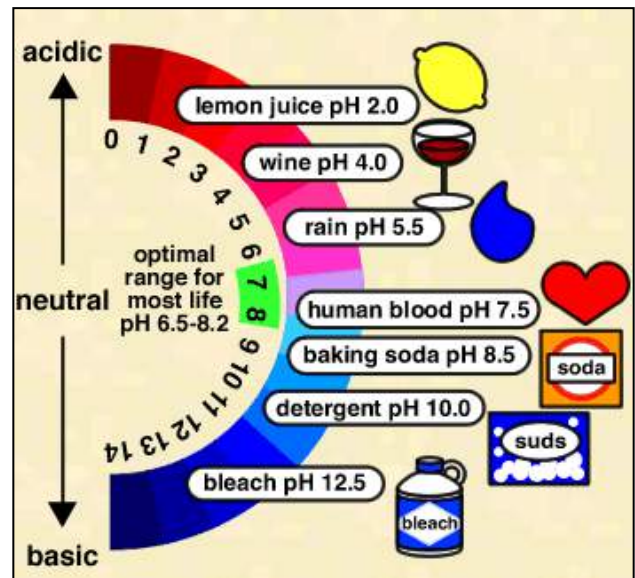 acidic
lemon juice pH 2.0
0
1
2
3
4
5
6
7
8
9
10
11
12
13
14
wine pH 4.0
rain pH 5.5
optimal
range for
most life
pH 6.5-8.2
neutral
human blood pH 7.5
baking soda pH 8.5
soda
detergent pH 10.0
suds
bleach pH 12.5
bleach
basic